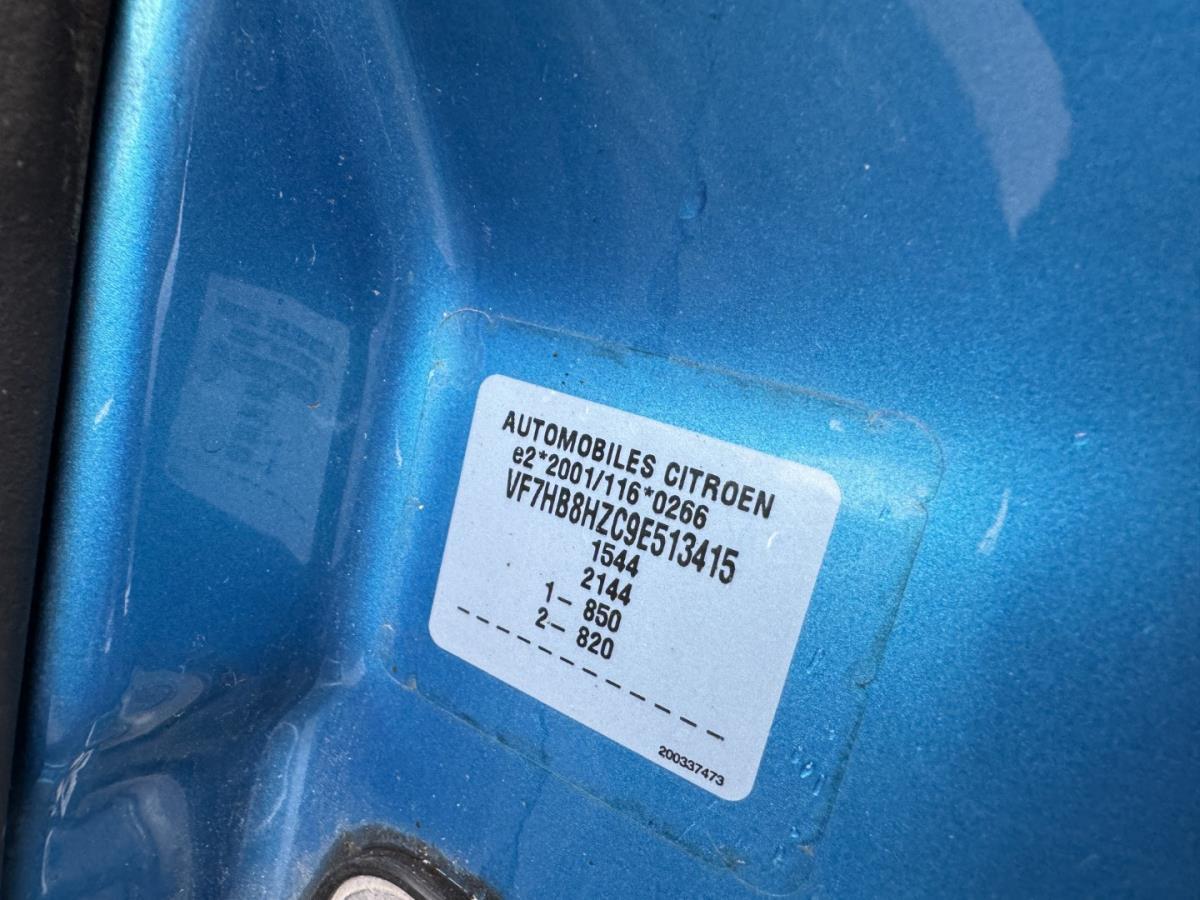 AUTOMOBILES CITROEN
e2*2001/116*0266
VF7HB8HZC9E513415
1544
2144
1– 850
2– 820
200337473